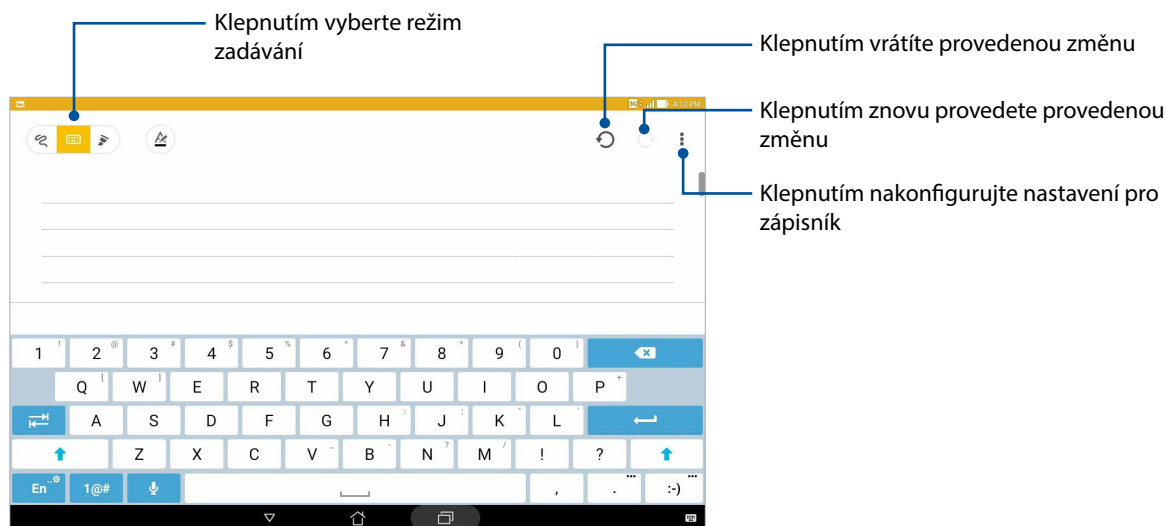 Klepnutím vyberte režim
zadávání
Klepnutím vrátíte provedenou změnu
Klepnutím znovu provedete provedenou
změnu
Klepnutím nakonfigurujte nastavení pro
zápisník
3G 4:12 PM
1 ! 2 @ 3 # 4 $ 5 % 6 ^ 7 & 8 * 9 ( 0 )
Q [ W ] E R T Y U I O P +
A S D F G H : J ; K " L '
Z X C V - B - N ? M / ! ?
En 1@# , . :-)